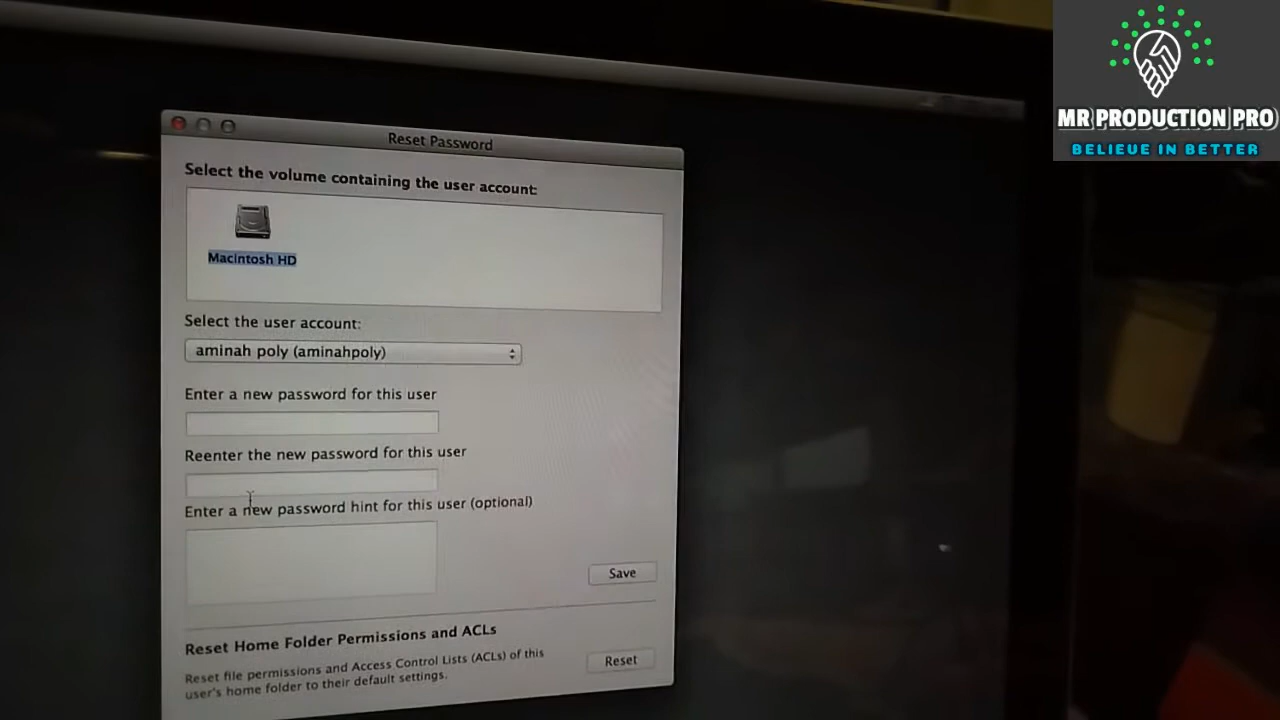 MR PRODUCTION PRO
BELIEUE IN BETTER
Reset Password
Select the volume containing the user account:
Macintosh HD
Select the user account:
aminah poly (aminahpoly)
Enter a new password for this user
Reenter the new password for this user
Enter a new password hint for this user (optional)
Save
Reset Home Folder Permissions and ACLs
Reset file permissions and Access Control Lists (ACLs) of this
user's home folder to their default settings.
Reset